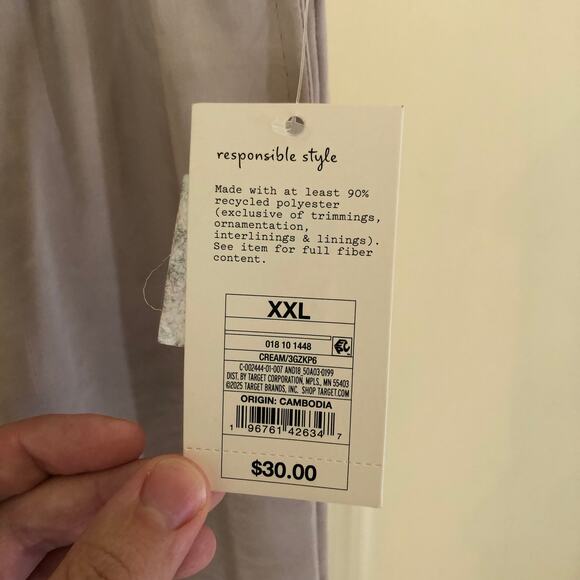 responsible style
Made with at least 90%
recycled polyester
(exclusive of trimmings,
ornamentation,
interlinings & linings).
See item for full fiber
content.
XXL
018 10 1448
CREAM/3GZKP6
C-002444-01-007 AND18_50A03-0199
DIST. BY TARGET CORPORATION, MPLS., MN 55403
©2025 TARGET BRANDS, INC. SHOP TARGET.COM
ORIGIN: CAMBODIA
1 96761 42634 7
$30.00